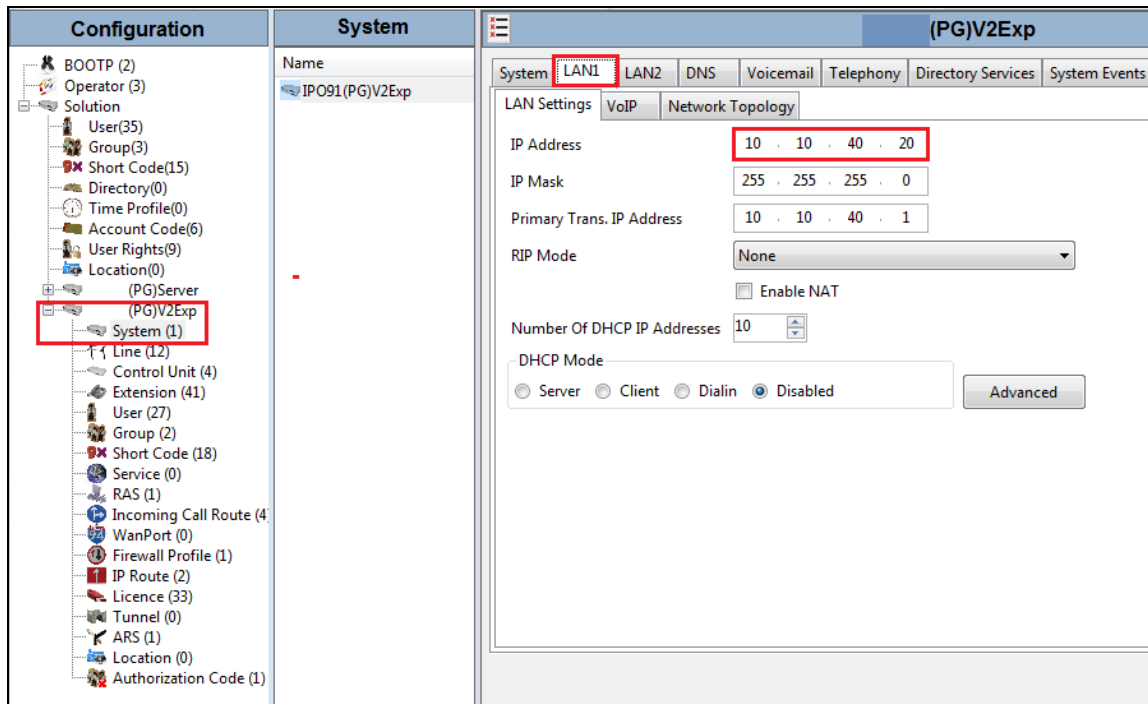 Configuration
BOOTP (2)
Operator (3)
Solution
User(35)
Group(3)
Short Code(15)
Directory(0)
Time Profile(0)
Account Code(6)
User Rights(9)
Location(0)
(PG)Server
(PG)V2Exp
System (1)
Line (12)
Control Unit (4)
Extension (41)
User (27)
Group (2)
Short Code (18)
Service (0)
RAS (1)
Incoming Call Route (4
WanPort (0)
Firewall Profile (1)
IP Route (2)
Licence (33)
Tunnel (0)
ARS (1)
Location (0)
Authorization Code (1)
System
Name
IPO91(PG)V2Exp
(PG)V2Exp
System LAN1 LAN2 DNS Voicemail Telephony Directory Services System Events
LAN Settings VoIP Network Topology
IP Address 10 . 10 . 40 . 20
IP Mask 255 . 255 . 255 . 0
Primary Trans. IP Address 10 . 10 . 40 . 1
RIP Mode None
Enable NAT
Number Of DHCP IP Addresses 10
DHCP Mode
Server Client Dialin Disabled Advanced